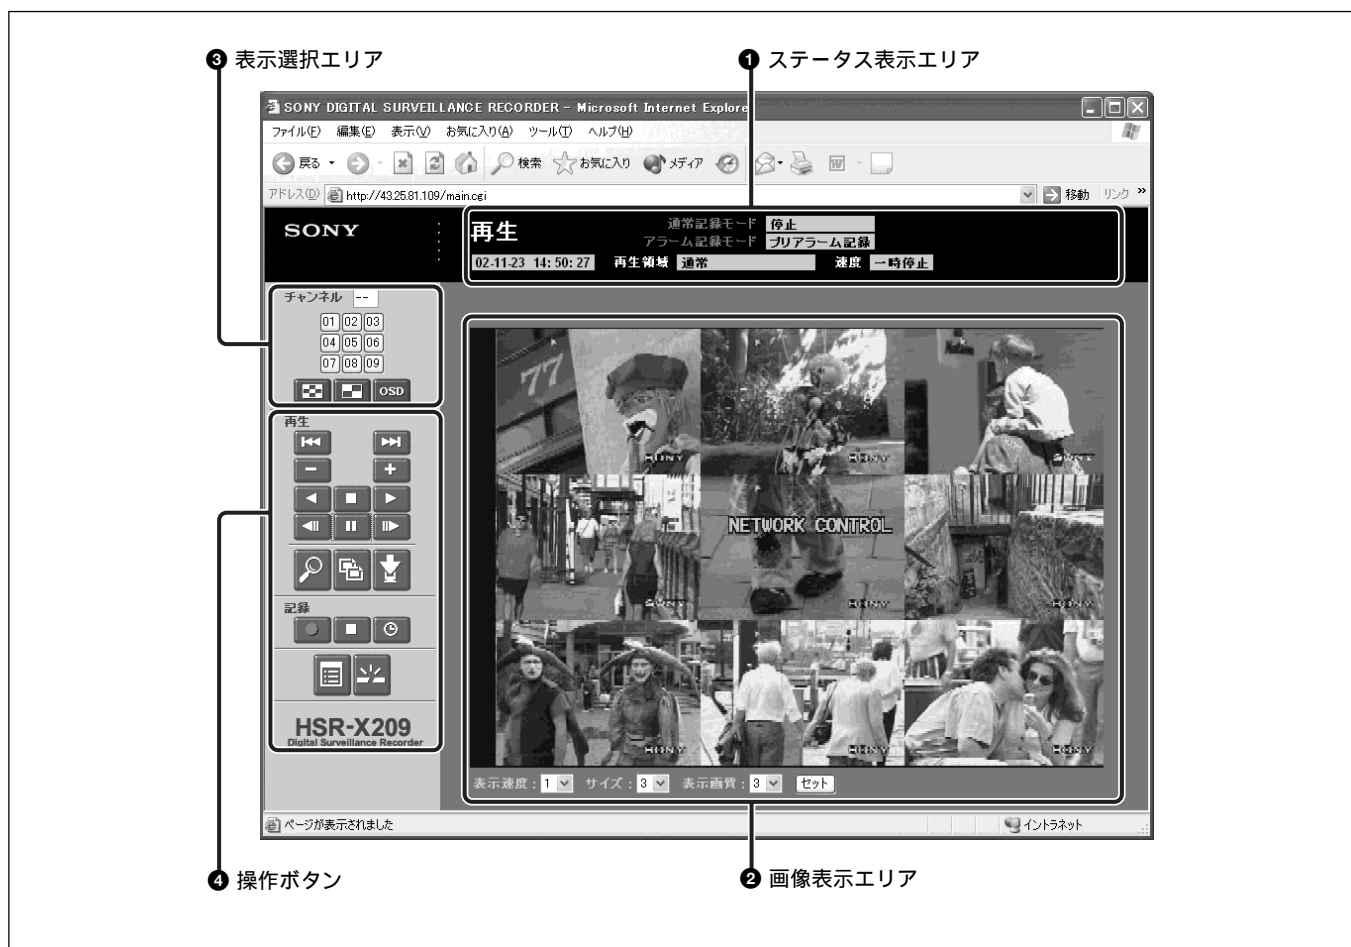 ❸ 表示選択エリア
❶ ステータス表示エリア
SONY DIGITAL SURVEILLANCE RECORDER - Microsoft Internet Explore
ファイル(F) 編集(E) 表示(V) お気に入り(A) ツール(T) ヘルプ(H)
戻る 検索 お気に入り メディア
アドレス(D) http://43.25.81.109/main.cgi 移動 リンク »
SONY
再生
通常記録モード 停止
アラーム記録モード プリアラーム記録
02-11-23 14:50:27 再生領域 通常 速度 一時停止
チャンネル --
01 02 03
04 05 06
07 08 09
OSD
再生
記録
HSR-X209
Digital Surveillance Recorder
77
SONY SONY SONY
NETWORK CONTROL
SONY SONY SONY
SONY SONY SONY
表示速度: 1 サイズ: 3 表示画質: 3 セット
ページが表示されました イントラネット
❹ 操作ボタン
❷ 画像表示エリア